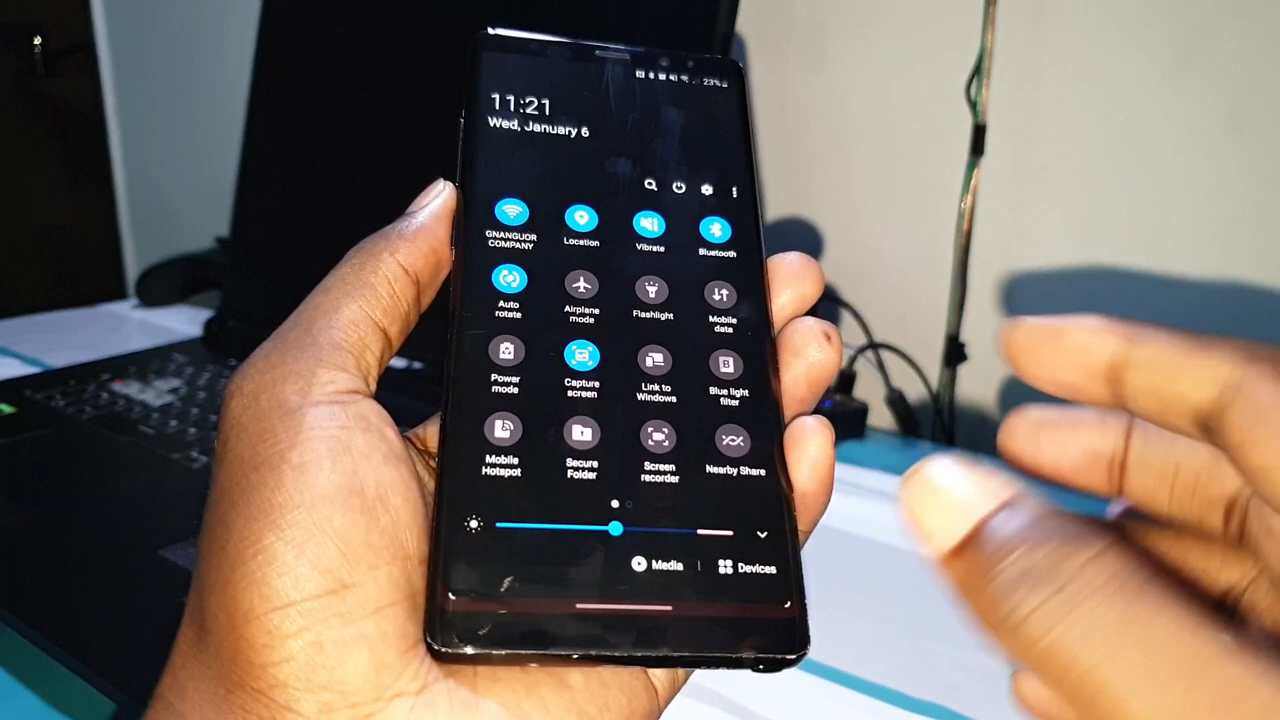 23%
11:21
Wed, January 6
GNANGUOR
COMPANY
Location
Vibrate
Bluetooth
Auto
rotate
Airplane
mode
Flashlight
Mobile
data
Power
mode
Capture
screen
Link to
Windows
B
Blue light
filter
Mobile
Hotspot
Secure
Folder
Screen
recorder
Nearby Share
Media | Devices